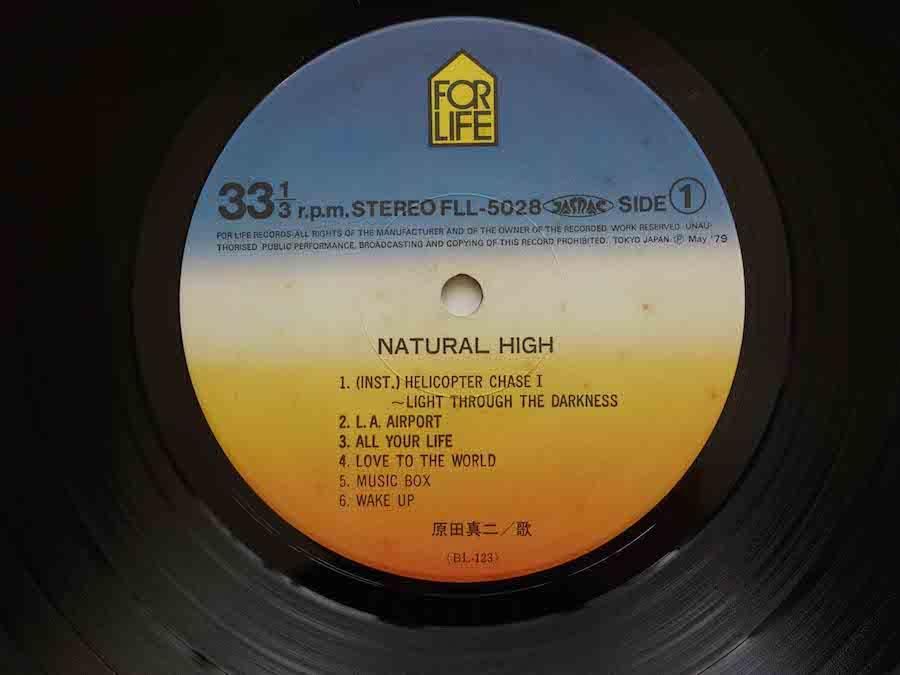 FOR
LIFE
33 1/3 r.p.m. STEREO FLL-5028 JASRAC SIDE 1
FOR LIFE RECORDS·ALL RIGHTS OF THE MANUFACTURER AND OF THE OWNER OF THE RECORDED WORK RESERVED. UNAU-
THORISED PUBLIC PERFORMANCE, BROADCASTING AND COPYING OF THIS RECORD PROHIBITED. TOKYO JAPAN. Ⓟ May '79
NATURAL HIGH
1. (INST.) HELICOPTER CHASE I
~LIGHT THROUGH THE DARKNESS
2. L.A. AIRPORT
3. ALL YOUR LIFE
4. LOVE TO THE WORLD
5. MUSIC BOX
6. WAKE UP
原田真二／歌
(BL-123)